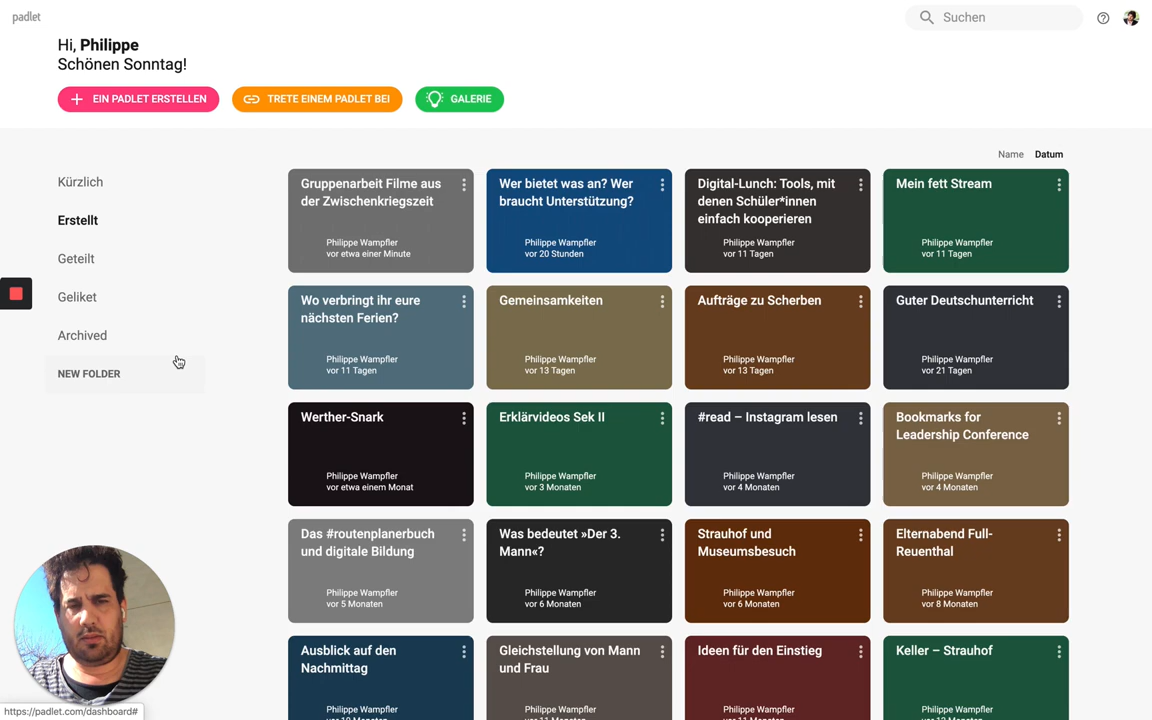 padlet
Suchen
Hi, Philippe
Schönen Sonntag!
EIN PADLET ERSTELLEN
TRETE EINEM PADLET BEI
GALERIE
Name
Datum
Kürzlich
Erstellt
Geteilt
Geliket
Archived
NEW FOLDER
Gruppenarbeit Filme aus
der Zwischenkriegszeit
Philippe Wampfler
vor etwa einer Minute
Wer bietet was an? Wer
braucht Unterstützung?
Philippe Wampfler
vor 20 Stunden
Digital-Lunch: Tools, mit
denen Schüler*innen
einfach kooperieren
Philippe Wampfler
vor 11 Tagen
Mein fett Stream
Philippe Wampfler
vor 11 Tagen
Wo verbringt ihr eure
nächsten Ferien?
Philippe Wampfler
vor 11 Tagen
Gemeinsamkeiten
Philippe Wampfler
vor 13 Tagen
Aufträge zu Scherben
Philippe Wampfler
vor 13 Tagen
Guter Deutschunterricht
Philippe Wampfler
vor 21 Tagen
Werther-Snark
Philippe Wampfler
vor etwa einem Monat
Erklärvideos Sek II
Philippe Wampfler
vor 3 Monaten
#read – Instagram lesen
Philippe Wampfler
vor 4 Monaten
Bookmarks for
Leadership Conference
Philippe Wampfler
vor 4 Monaten
Das #routenplanerbuch
und digitale Bildung
Philippe Wampfler
vor 5 Monaten
Was bedeutet »Der 3.
Mann«?
Philippe Wampfler
vor 6 Monaten
Strauhof und
Museumsbesuch
Philippe Wampfler
vor 6 Monaten
Elternabend Full-
Reuenthal
Philippe Wampfler
vor 8 Monaten
Ausblick auf den
Nachmittag
Philippe Wampfler
Gleichstellung von Mann
und Frau
Philippe Wampfler
Ideen für den Einstieg
Philippe Wampfler
Keller – Strauhof
Philippe Wampfler
https://padlet.com/dashboard#